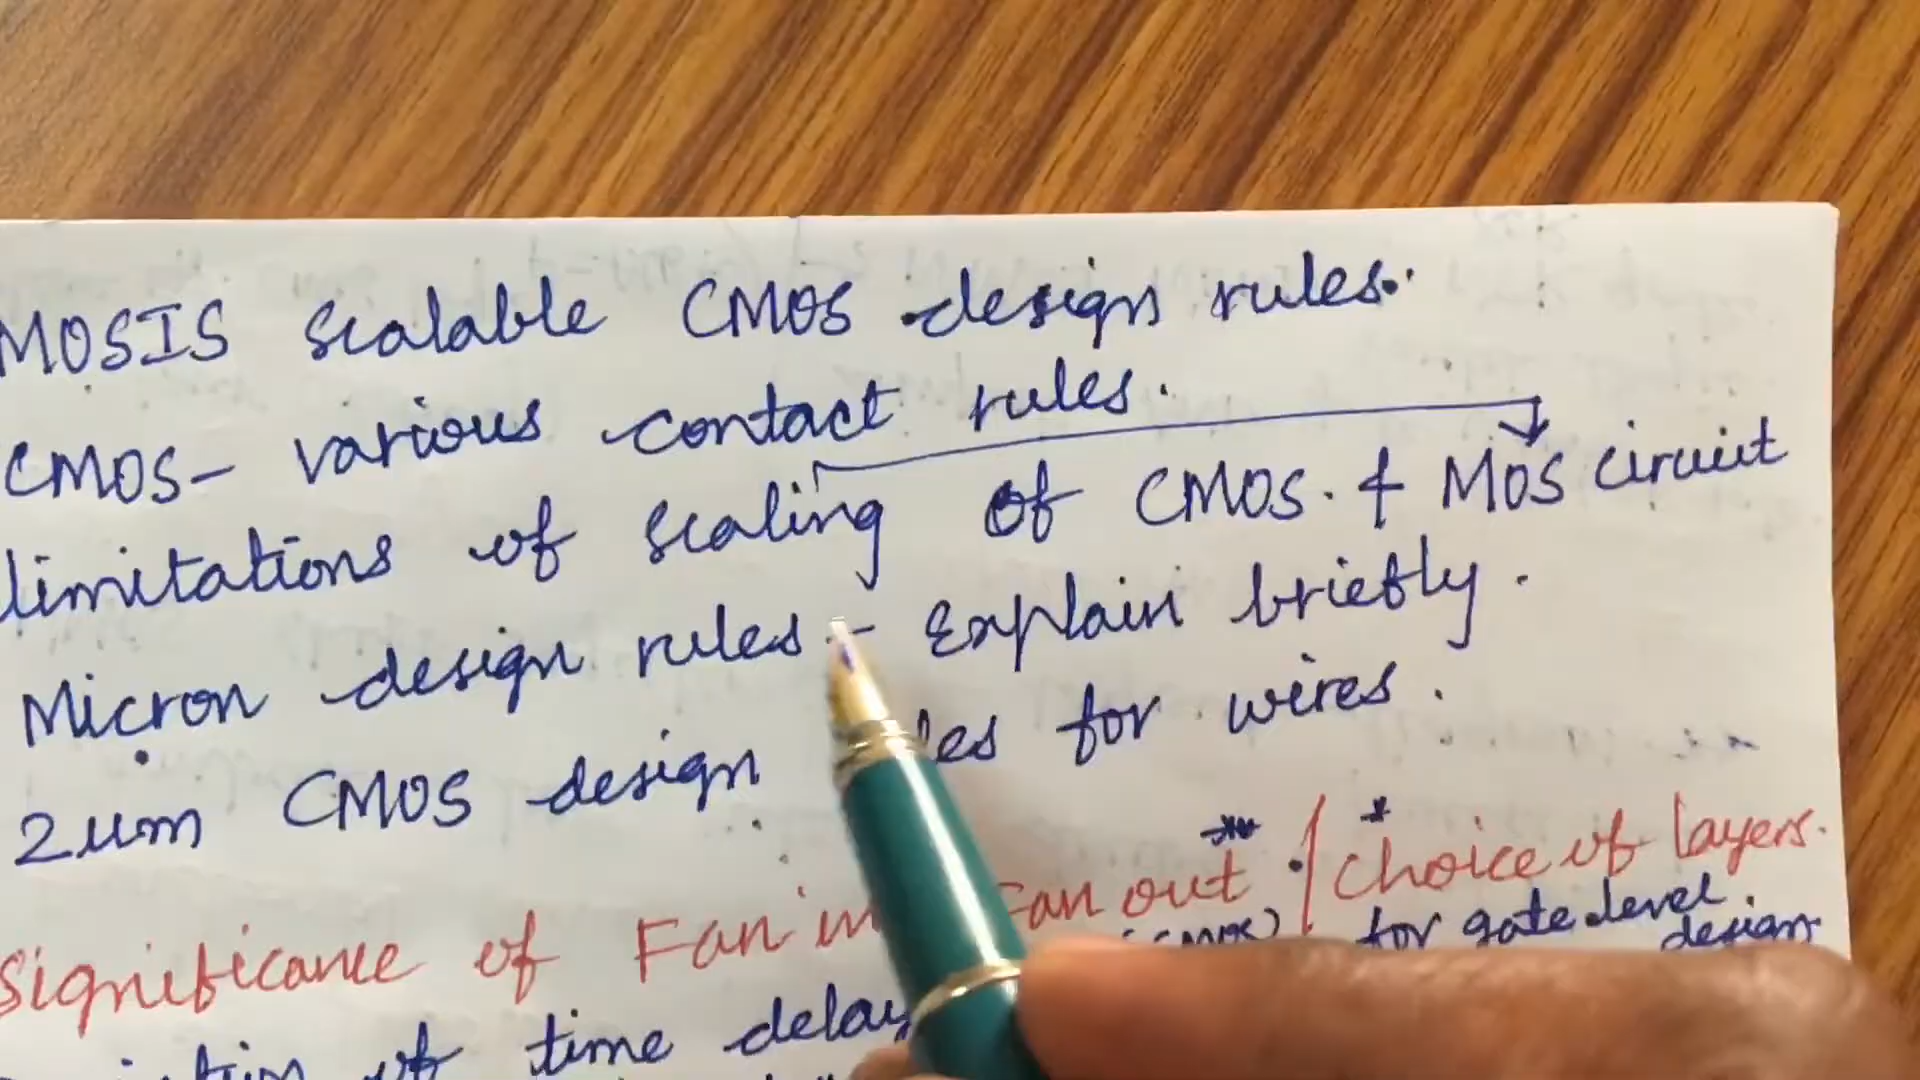 MOSIS scalable CMOS design rules.
CMOS - various contact rules.
limitations of scaling of CMOS. & MOS circuit
Micron design rules - Explain briefly.
2um CMOS design for wires.
Significance of Fan in Fan out / Choice of layers.
(CMOS) for gate level design.
of time delay